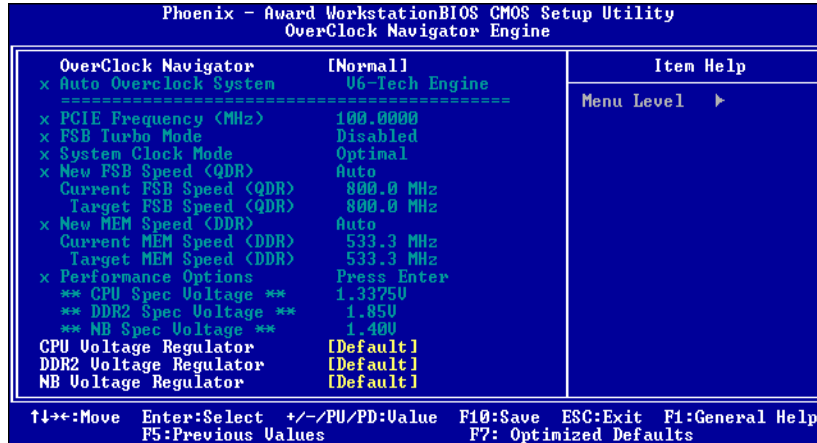 Phoenix - Award WorkstationBIOS CMOS Setup Utility
OverClock Navigator Engine
OverClock Navigator [Normal]
x Auto Overclock System V6-Tech Engine
============================================
x PCIE Frequency (MHz) 100.0000
x FSB Turbo Mode Disabled
x System Clock Mode Optimal
x New FSB Speed (QDR) Auto
Current FSB Speed (QDR) 800.0 MHz
Target FSB Speed (QDR) 800.0 MHz
x New MEM Speed (DDR) Auto
Current MEM Speed (DDR) 533.3 MHz
Target MEM Speed (DDR) 533.3 MHz
x Performance Options Press Enter
** CPU Spec Voltage ** 1.3375V
** DDR2 Spec Voltage ** 1.85V
** NB Spec Voltage ** 1.40V
CPU Voltage Regulator [Default]
DDR2 Voltage Regulator [Default]
NB Voltage Regulator [Default]
Item Help
Menu Level ►
↑↓→←:Move Enter:Select +/-/PU/PD:Value F10:Save ESC:Exit F1:General Help
F5:Previous Values F7: Optimized Defaults